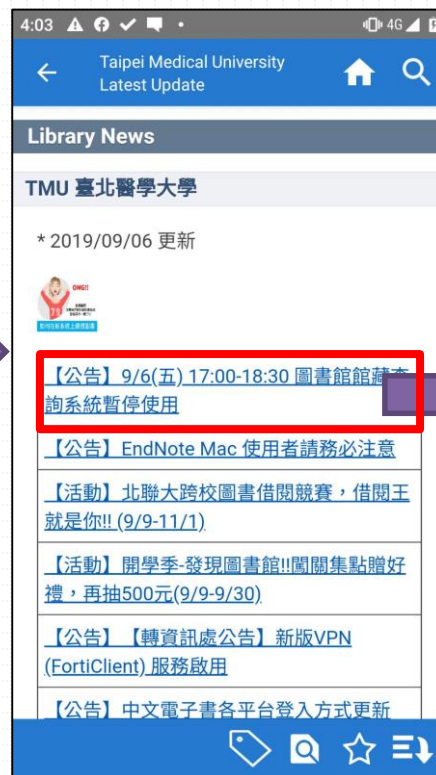 4:03
4G
Taipei Medical University
Latest Update
Library News
TMU 臺北醫學大學
* 2019/09/06 更新
OMG!!
【公告】9/6(五) 17:00-18:30 圖書館館藏查
詢系統暫停使用
【公告】EndNote Mac 使用者請務必注意
【活動】北聯大跨校圖書借閱競賽，借閱王
就是你!! (9/9-11/1)
【活動】開學季-發現圖書館!!闖關集點贈好
禮，再抽500元(9/9-9/30)
【公告】【轉資訊處公告】新版VPN
(FortiClient) 服務啟用
【公告】中文電子書各平台登入方式更新